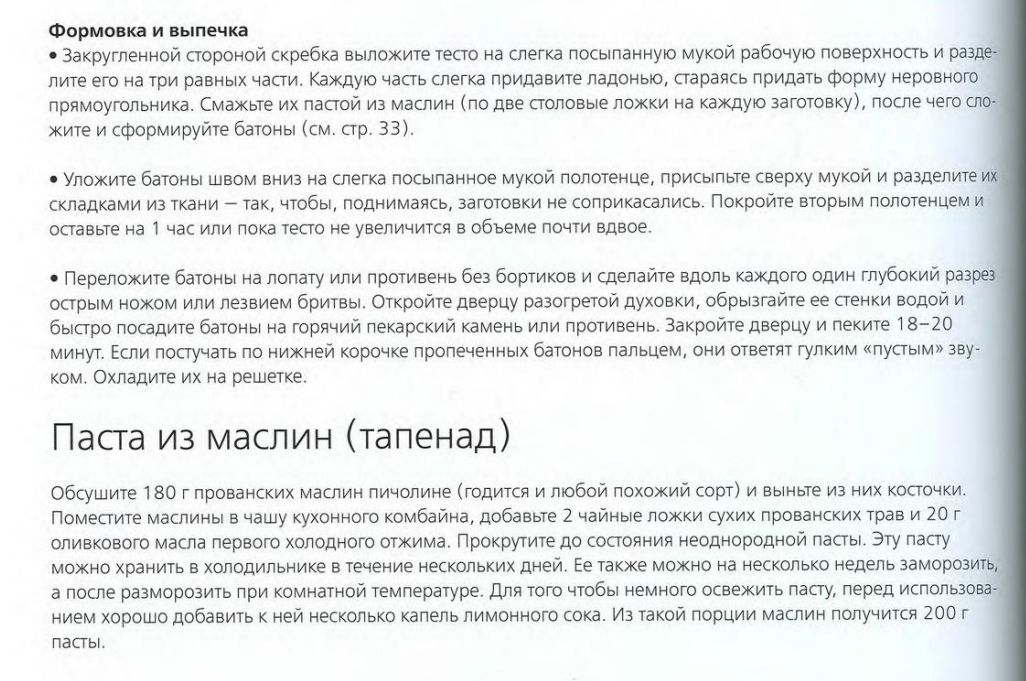 Формовка и выпечка
• Закругленной стороной скребка выложите тесто на слегка посыпанную мукой рабочую поверхность и разде-
лите его на три равных части. Каждую часть слегка придавите ладонью, стараясь придать форму неровного
прямоугольника. Смажьте их пастой из маслин (по две столовые ложки на каждую заготовку), после чего сло-
жите и сформируйте батоны (см. стр. 33).
• Уложите батоны швом вниз на слегка посыпанное мукой полотенце, присыпьте сверху мукой и разделите их
складками из ткани – так, чтобы, поднимаясь, заготовки не соприкасались. Покройте вторым полотенцем и
оставьте на 1 час или пока тесто не увеличится в объеме почти вдвое.
• Переложите батоны на лопату или противень без бортиков и сделайте вдоль каждого один глубокий разрез
острым ножом или лезвием бритвы. Откройте дверцу разогретой духовки, обрызгайте ее стенки водой и
быстро посадите батоны на горячий пекарский камень или противень. Закройте дверцу и пеките 18–20
минут. Если постучать по нижней корочке пропеченных батонов пальцем, они ответят гулким «пустым» зву-
ком. Охладите их на решетке.
Паста из маслин (тапенад)
Обсушите 180 г прованских маслин пичолине (годится и любой похожий сорт) и выньте из них косточки.
Поместите маслины в чашу кухонного комбайна, добавьте 2 чайные ложки сухих прованских трав и 20 г
оливкового масла первого холодного отжима. Прокрутите до состояния неоднородной пасты. Эту пасту
можно хранить в холодильнике в течение нескольких дней. Ее также можно на несколько недель заморозить,
а после разморозить при комнатной температуре. Для того чтобы немного освежить пасту, перед использова-
нием хорошо добавить к ней несколько капель лимонного сока. Из такой порции маслин получится 200 г
пасты.